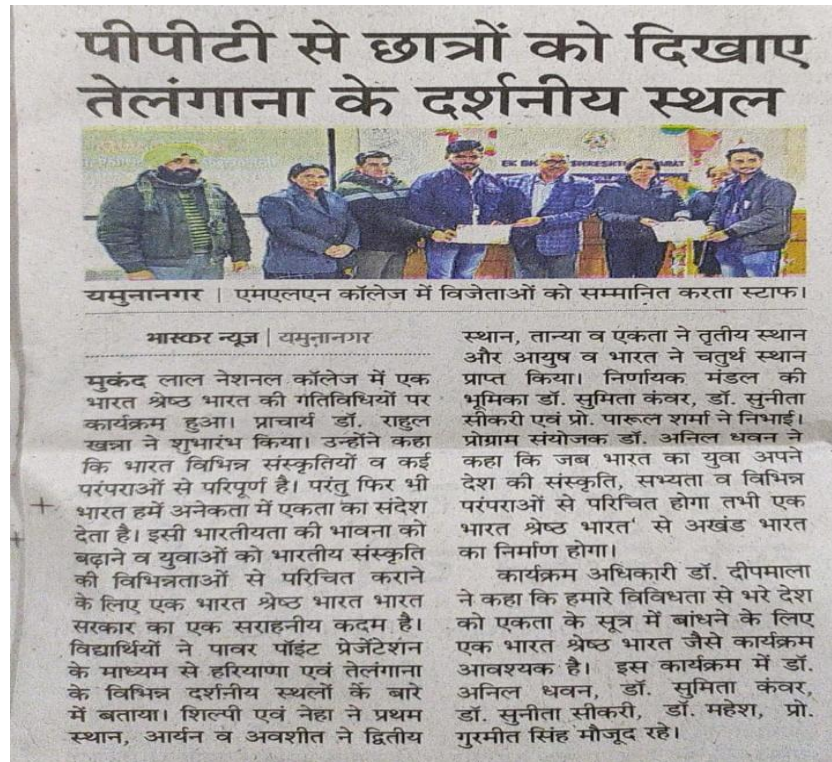 पीपीटी से छात्रों को दिखाए
तेलंगाना के दर्शनीय स्थल
EK BH SHRESHT
यमुनानगर | एमएलएन कॉलेज में विजेताओं को सम्मानित करता स्टाफ।
भास्कर न्यूज | यमुनानगर
मुकंद लाल नेशनल कॉलेज में एक
भारत श्रेष्ठ भारत की गतिविधियों पर
कार्यक्रम हुआ। प्राचार्य डॉ. राहुल
खन्ना ने शुभारंभ किया। उन्होंने कहा
कि भारत विभिन्न संस्कृतियों व कई
परंपराओं से परिपूर्ण है। परंतु फिर भी
भारत हमें अनेकता में एकता का संदेश
देता है। इसी भारतीयता की भावना को
बढ़ाने व युवाओं को भारतीय संस्कृति
की विभिन्नताओं से परिचित कराने
के लिए एक भारत श्रेष्ठ भारत भारत
सरकार का एक सराहनीय कदम है।
विद्यार्थियों ने पावर पॉइंट प्रेजेंटेशन
के माध्यम से हरियाणा एवं तेलंगाना
के विभिन्न दर्शनीय स्थलों के बारे
में बताया। शिल्पी एवं नेहा ने प्रथम
स्थान, आर्यन व अवशीत ने द्वितीय
स्थान, तान्या व एकता ने तृतीय स्थान
और आयुष व भारत ने चतुर्थ स्थान
प्राप्त किया। निर्णायक मंडल की
भूमिका डॉ. सुमिता कंवर, डॉ. सुनीता
सीकरी एवं प्रो. पारूल शर्मा ने निभाई।
प्रोग्राम संयोजक डॉ. अनिल धवन ने
कहा कि जब भारत का युवा अपने
देश की संस्कृति, सभ्यता व विभिन्न
परंपराओं से परिचित होगा तभी एक
भारत श्रेष्ठ भारत' से अखंड भारत
का निर्माण होगा।
कार्यक्रम अधिकारी डॉ. दीपमाला
ने कहा कि हमारे विविधता से भरे देश
को एकता के सूत्र में बांधने के लिए
एक भारत श्रेष्ठ भारत जैसे कार्यक्रम
आवश्यक है। इस कार्यक्रम में डॉ.
अनिल धवन, डॉ. सुमिता कंवर,
डॉ. सुनीता सीकरी, डॉ. महेश, प्रो.
गुरमीत सिंह मौजूद रहे।